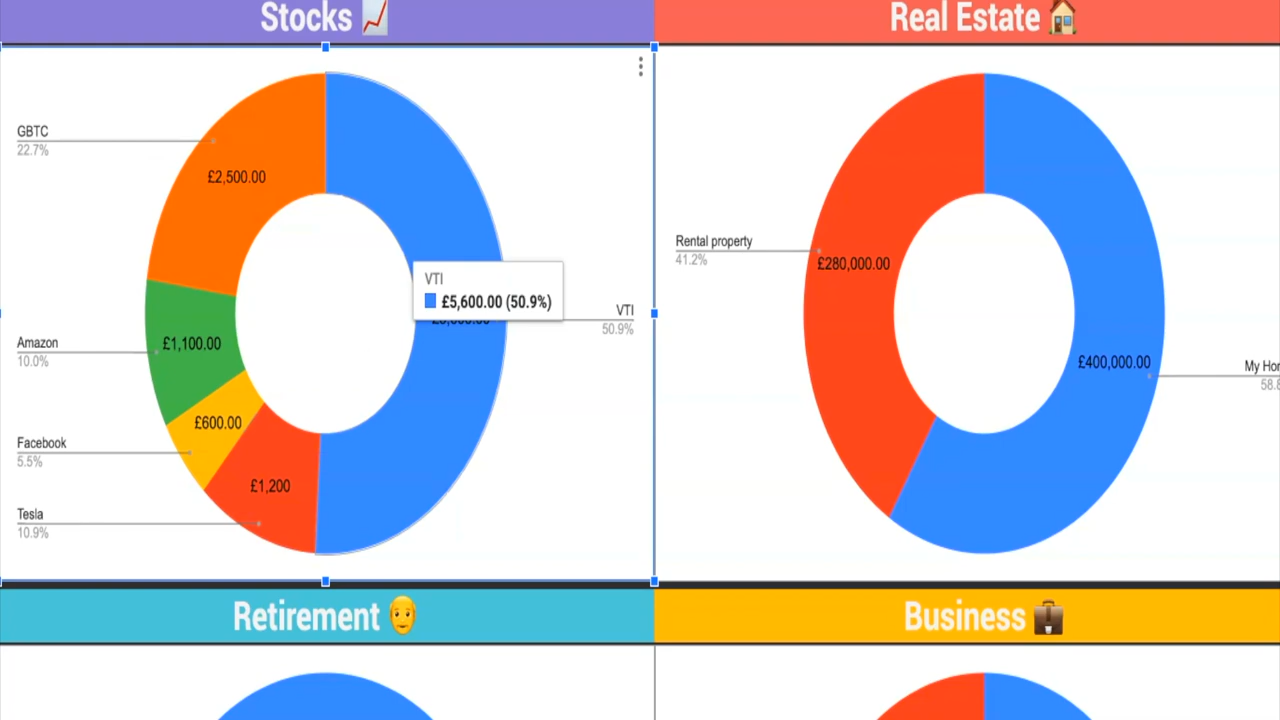 Stocks
Real Estate
GBTC
22.7%
£2,500.00
VTI
£5,600.00 (50.9%)
VTI
50.9%
Amazon
10.0%
£1,100.00
Facebook
5.5%
£600.00
Tesla
10.9%
£1,200
Rental property
41.2%
£280,000.00
£400,000.00
My
Retirement
Business